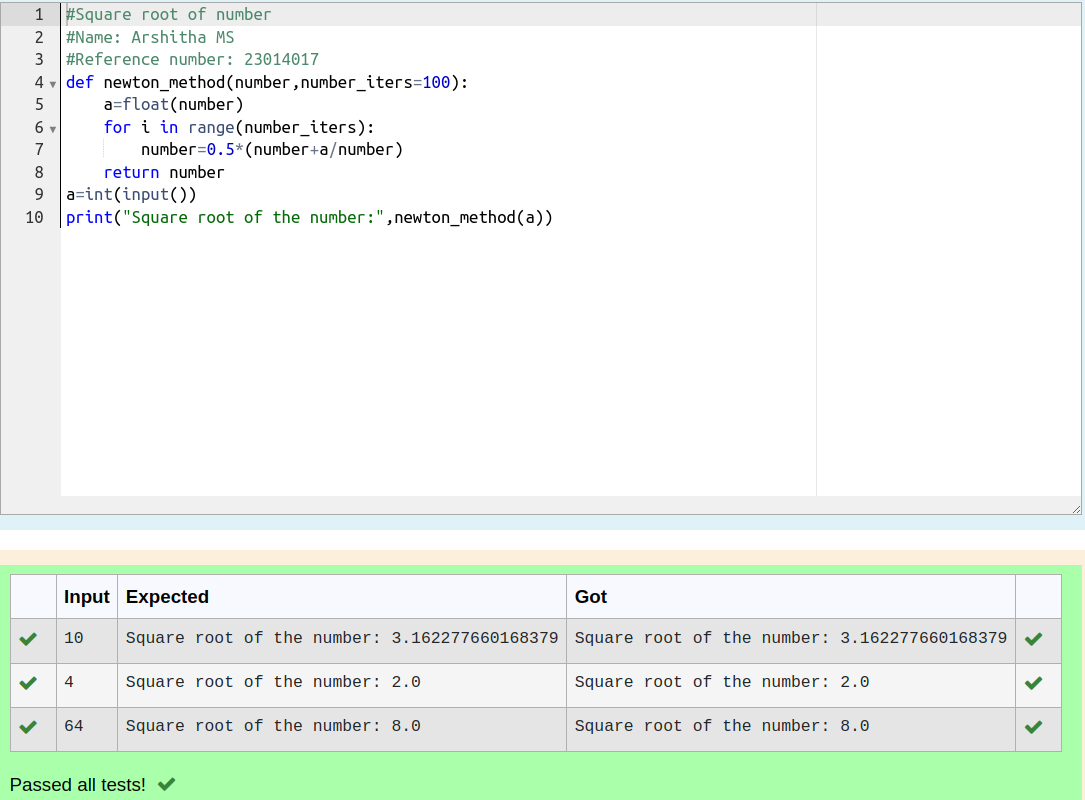 1 #Square root of number
2 #Name: Arshitha MS
3 #Reference number: 23014017
4 def newton_method(number,number_iters=100):
5     a=float(number)
6     for i in range(number_iters):
7         number=0.5*(number+a/number)
8     return number
9 a=int(input())
10 print("Square root of the number:",newton_method(a))
Input Expected Got
10 Square root of the number: 3.162277660168379 Square root of the number: 3.162277660168379
4 Square root of the number: 2.0 Square root of the number: 2.0
64 Square root of the number: 8.0 Square root of the number: 8.0
Passed all tests!